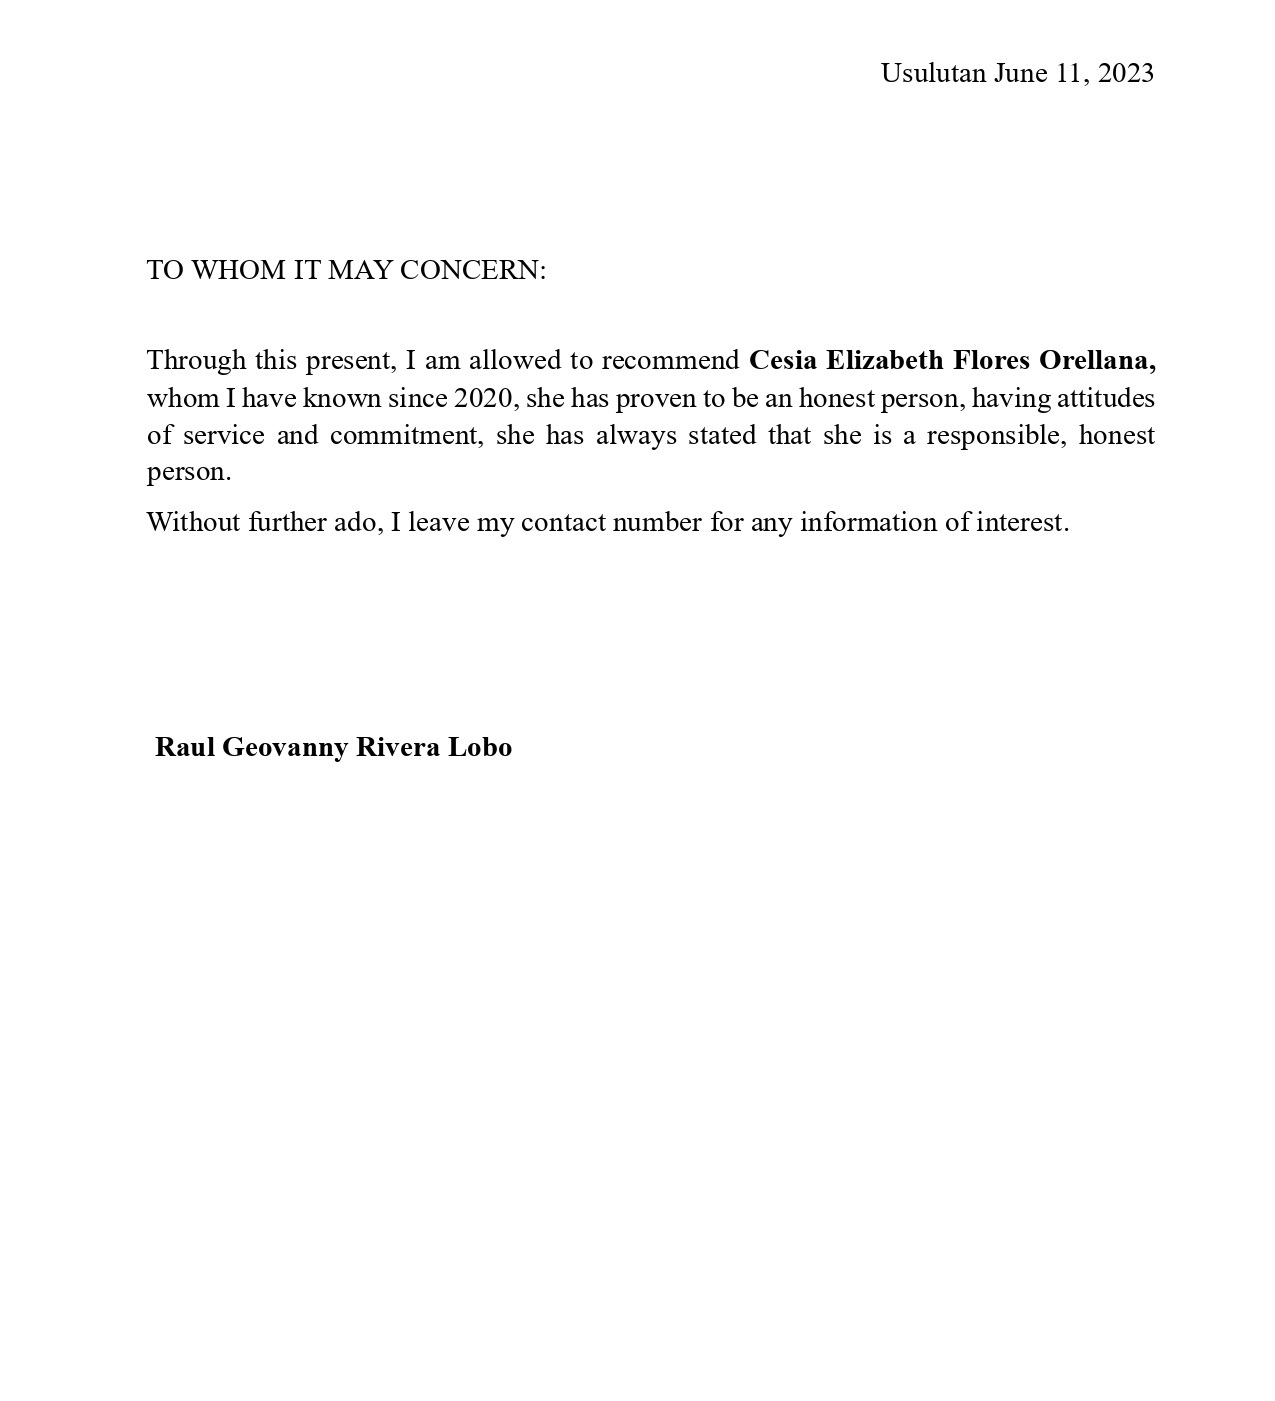 Usulutan June 11, 2023
TO WHOM IT MAY CONCERN:
Through this present, I am allowed to recommend Cesia Elizabeth Flores Orellana,
whom I have known since 2020, she has proven to be an honest person, having attitudes
of service and commitment, she has always stated that she is a responsible, honest
person.
Without further ado, I leave my contact number for any information of interest.
Raul Geovanny Rivera Lobo